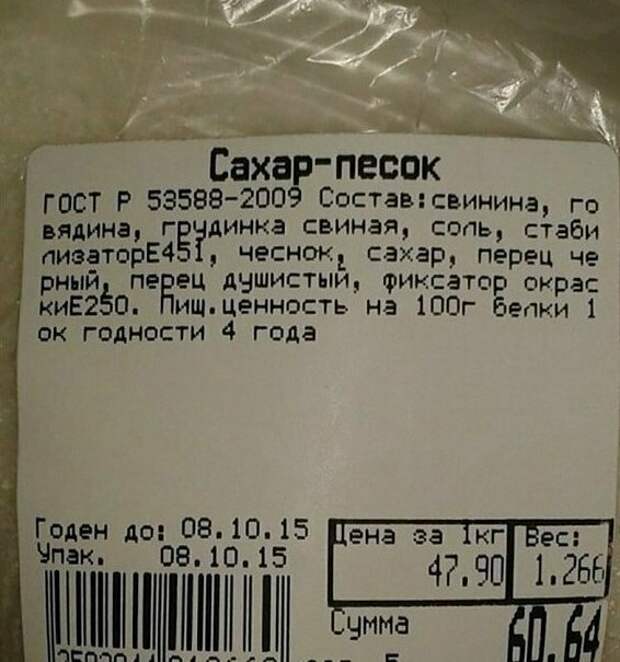 Сахар-песок
ГОСТ Р 53588-2009 Состав:свинина, го
вядина, грудинка свиная, соль, стаби
лизаторЕ451, чеснок, сахар, перец че
рный, перец душистый, фиксатор окрас
киЕ250. Пищ.ценность на 100г белки 1
ок годности 4 года
Годен до: 08.10.15
Упак. 08.10.15
Цена за 1кг
47.90
Вес:
1.266
Сумма
60.64